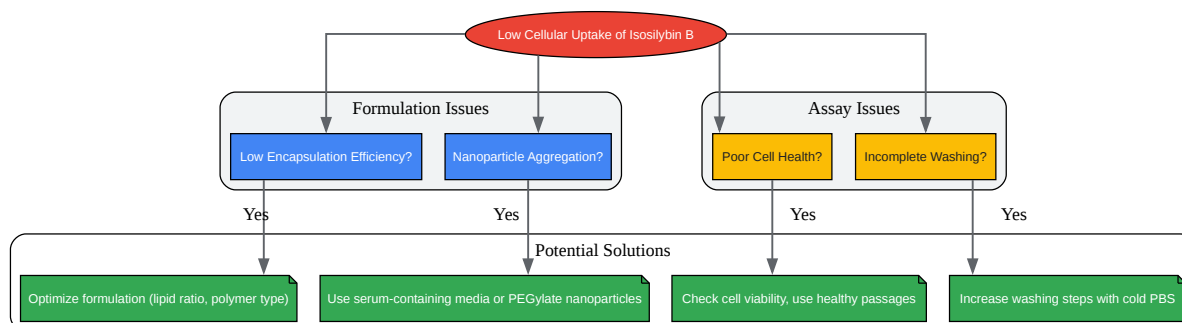 Low Cellular Uptake of Isosilybin B
Formulation Issues
Assay Issues
Low Encapsulation Efficiency?
Nanoparticle Aggregation?
Poor Cell Health?
Incomplete Washing?
Yes
Yes
Yes
Yes
Potential Solutions
Optimize formulation (lipid ratio, polymer type)
Use serum-containing media or PEGylate nanoparticles
Check cell viability, use healthy passages
Increase washing steps with cold PBS